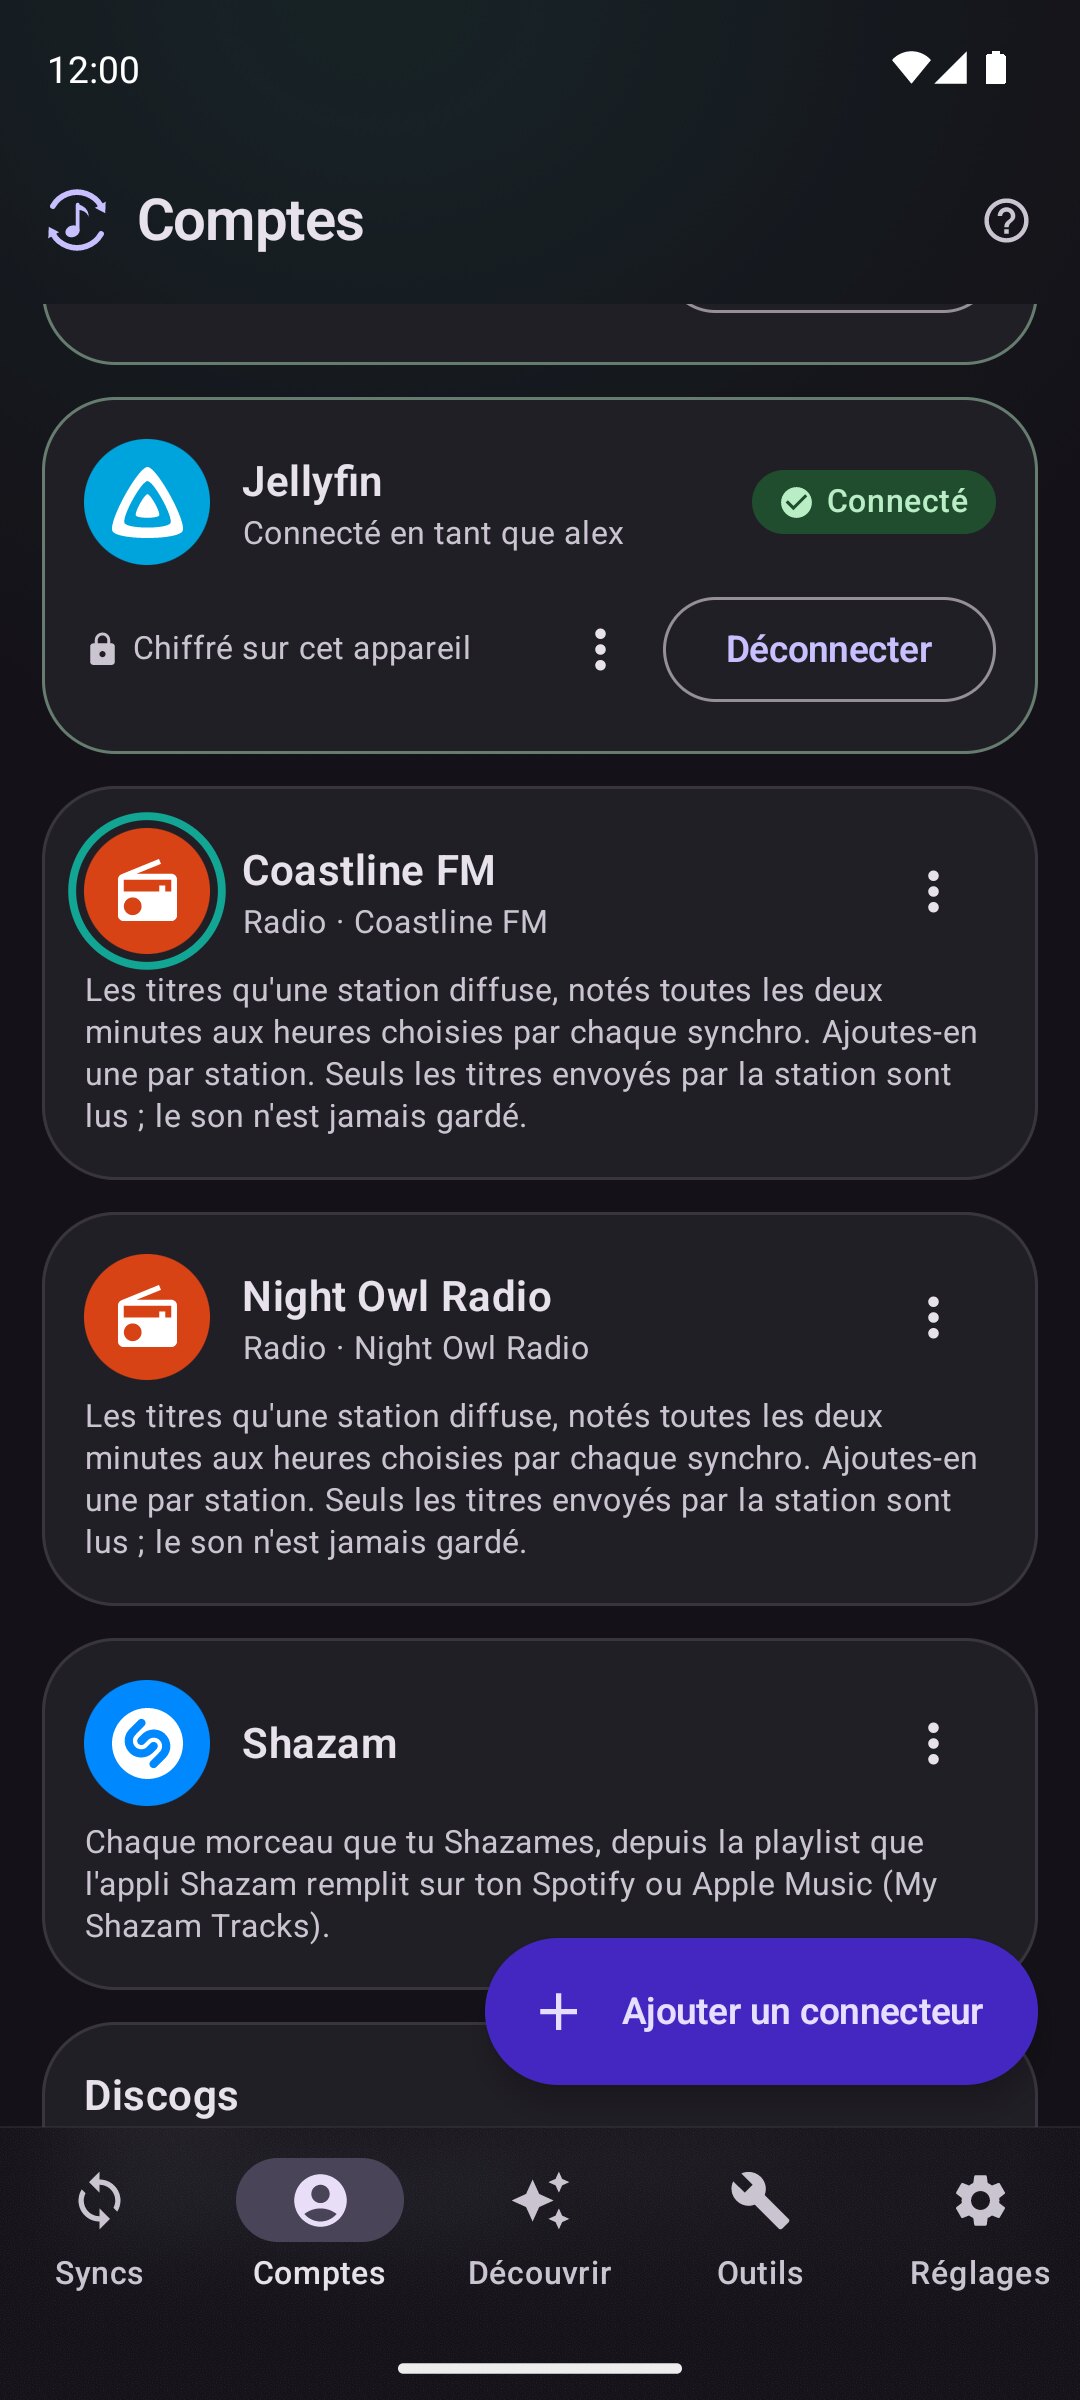 12:00
Comptes
Jellyfin
Connecté en tant que alex
Connecté
Chiffré sur cet appareil
Déconnecter
Coastline FM
Radio · Coastline FM
Les titres qu'une station diffuse, notés toutes les deux
minutes aux heures choisies par chaque synchro. Ajoutes-en
une par station. Seuls les titres envoyés par la station sont
lus ; le son n'est jamais gardé.
Night Owl Radio
Radio · Night Owl Radio
Les titres qu'une station diffuse, notés toutes les deux
minutes aux heures choisies par chaque synchro. Ajoutes-en
une par station. Seuls les titres envoyés par la station sont
lus ; le son n'est jamais gardé.
Shazam
Chaque morceau que tu Shazames, depuis la playlist que
l'appli Shazam remplit sur ton Spotify ou Apple Music (My
Shazam Tracks).
Ajouter un connecteur
Discogs
Syncs
Comptes
Découvrir
Outils
Réglages